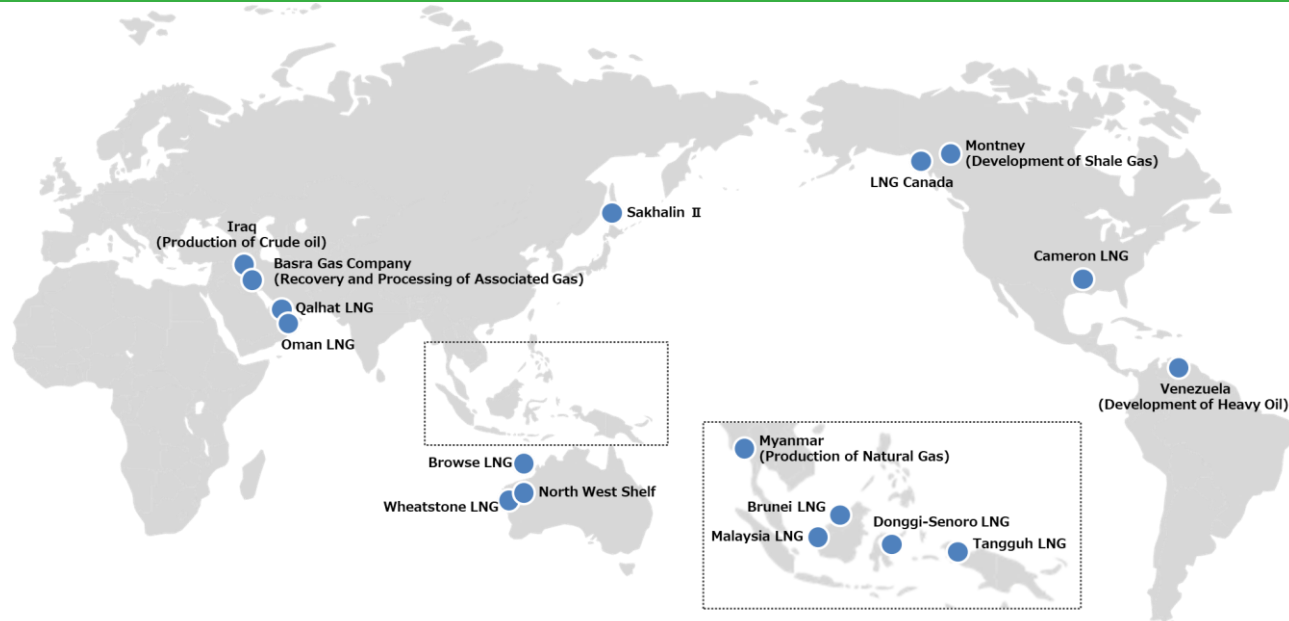 Montney
(Development of Shale Gas)
LNG Canada
Sakhalin Ⅱ
Iraq
(Production of Crude oil)
Basra Gas Company
(Recovery and Processing of Associated Gas)
Cameron LNG
Qalhat LNG
Oman LNG
Venezuela
(Development of Heavy Oil)
Myanmar
(Production of Natural Gas)
Browse LNG
North West Shelf
Wheatstone LNG
Brunei LNG
Donggi-Senoro LNG
Malaysia LNG
Tangguh LNG